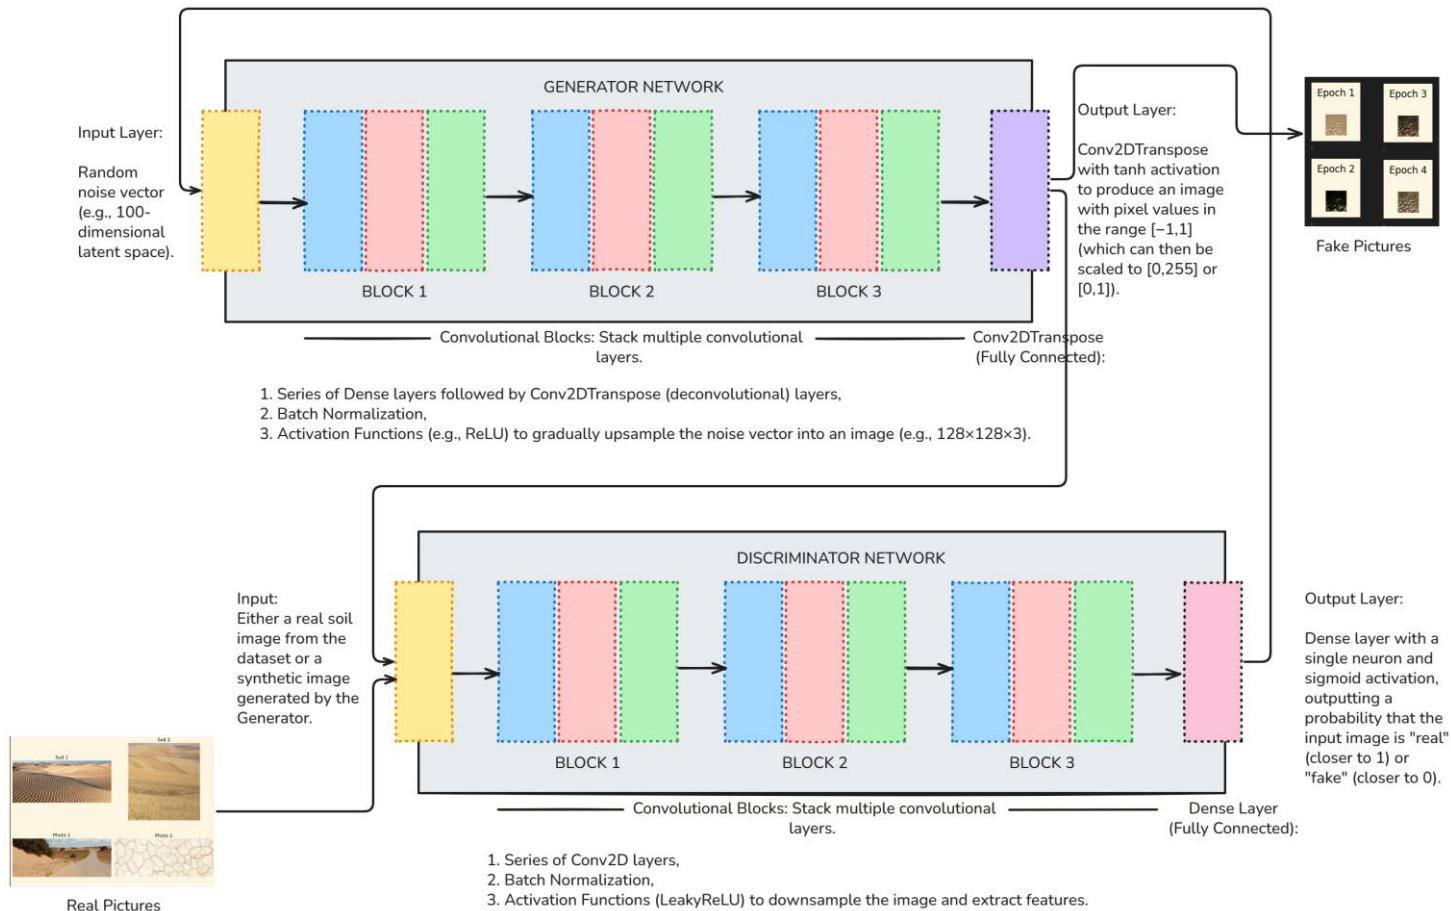 GENERATOR NETWORK
Input Layer:
Random
noise vector
(e.g., 100-
dimensional
latent space).
BLOCK 1
BLOCK 2
BLOCK 3
Output Layer:
Conv2DTranspose
with tanh activation
to produce an image
with pixel values in
the range [−1,1]
(which can then be
scaled to [0,255] or
[0,1]).
Epoch 1
Epoch 3
Epoch 2
Epoch 4
Fake Pictures
Convolutional Blocks: Stack multiple convolutional
layers.
Conv2DTranspose
(Fully Connected):
1. Series of Dense layers followed by Conv2DTranspose (deconvolutional) layers,
2. Batch Normalization,
3. Activation Functions (e.g., ReLU) to gradually upsample the noise vector into an image (e.g., 128×128×3).
DISCRIMINATOR NETWORK
Input:
Either a real soil
image from the
dataset or a
synthetic image
generated by the
Generator.
BLOCK 1
BLOCK 2
BLOCK 3
Output Layer:
Dense layer with a
single neuron and
sigmoid activation,
outputting a
probability that the
input image is "real"
(closer to 1) or
"fake" (closer to 0).
Soil 1
Soil 2
Photo 1
Photo 2
Real Pictures
Convolutional Blocks: Stack multiple convolutional
layers.
Dense Layer
(Fully Connected):
1. Series of Conv2D layers,
2. Batch Normalization,
3. Activation Functions (LeakyReLU) to downsample the image and extract features.